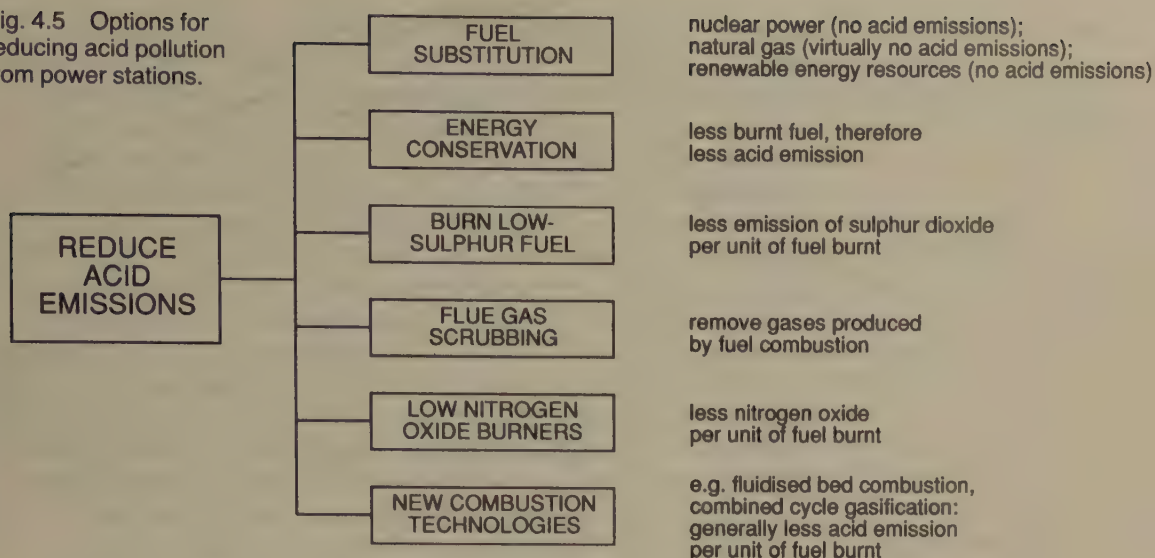 ig. 4.5 Options for
educing acid pollution
om power stations.
REDUCE
ACID
EMISSIONS
FUEL
SUBSTITUTION
nuclear power (no acid emissions);
natural gas (virtually no acid emissions);
renewable energy resources (no acid emissions)
ENERGY
CONSERVATION
less burnt fuel, therefore
less acid emission
BURN LOW-
SULPHUR FUEL
less emission of sulphur dioxide
per unit of fuel burnt
FLUE GAS
SCRUBBING
remove gases produced
by fuel combustion
LOW NITROGEN
OXIDE BURNERS
less nitrogen oxide
per unit of fuel burnt
NEW COMBUSTION
TECHNOLOGIES
e.g. fluidised bed combustion,
combined cycle gasification:
generally less acid emission
per unit of fuel burnt